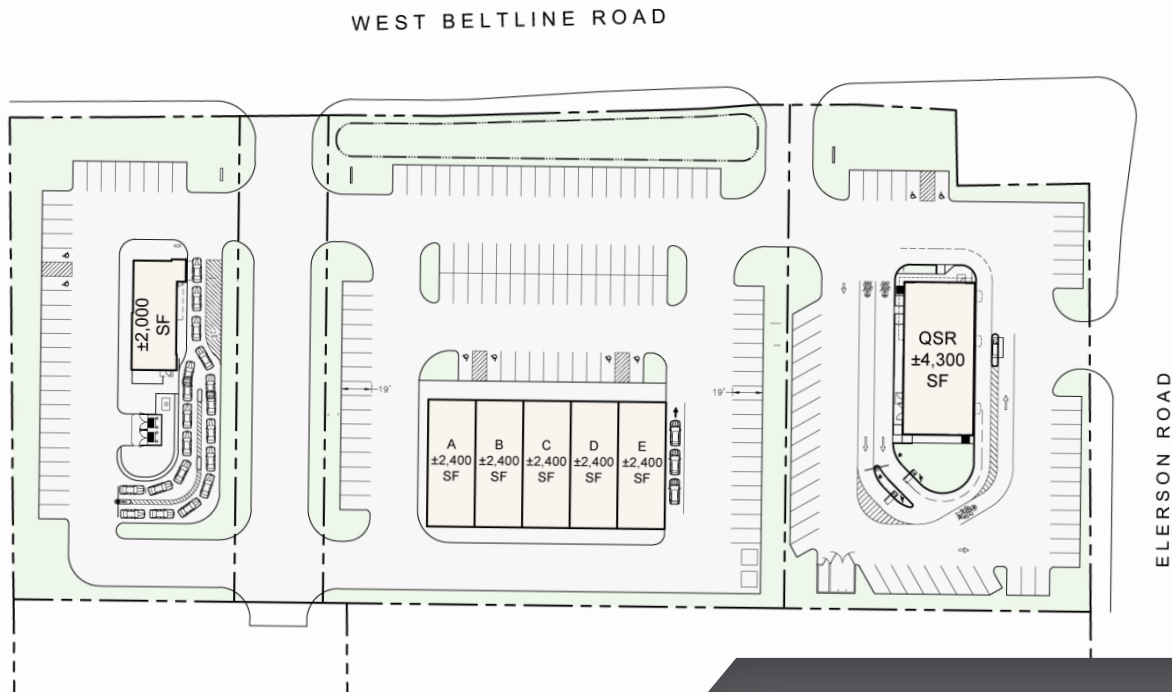 WEST BELTLINE ROAD
±2,000
SF
QSR
±4,300
SF
19'
19'
A
±2,400
SF
B
±2,400
SF
C
±2,400
SF
D
±2,400
SF
E
±2,400
SF
ELERSON ROAD